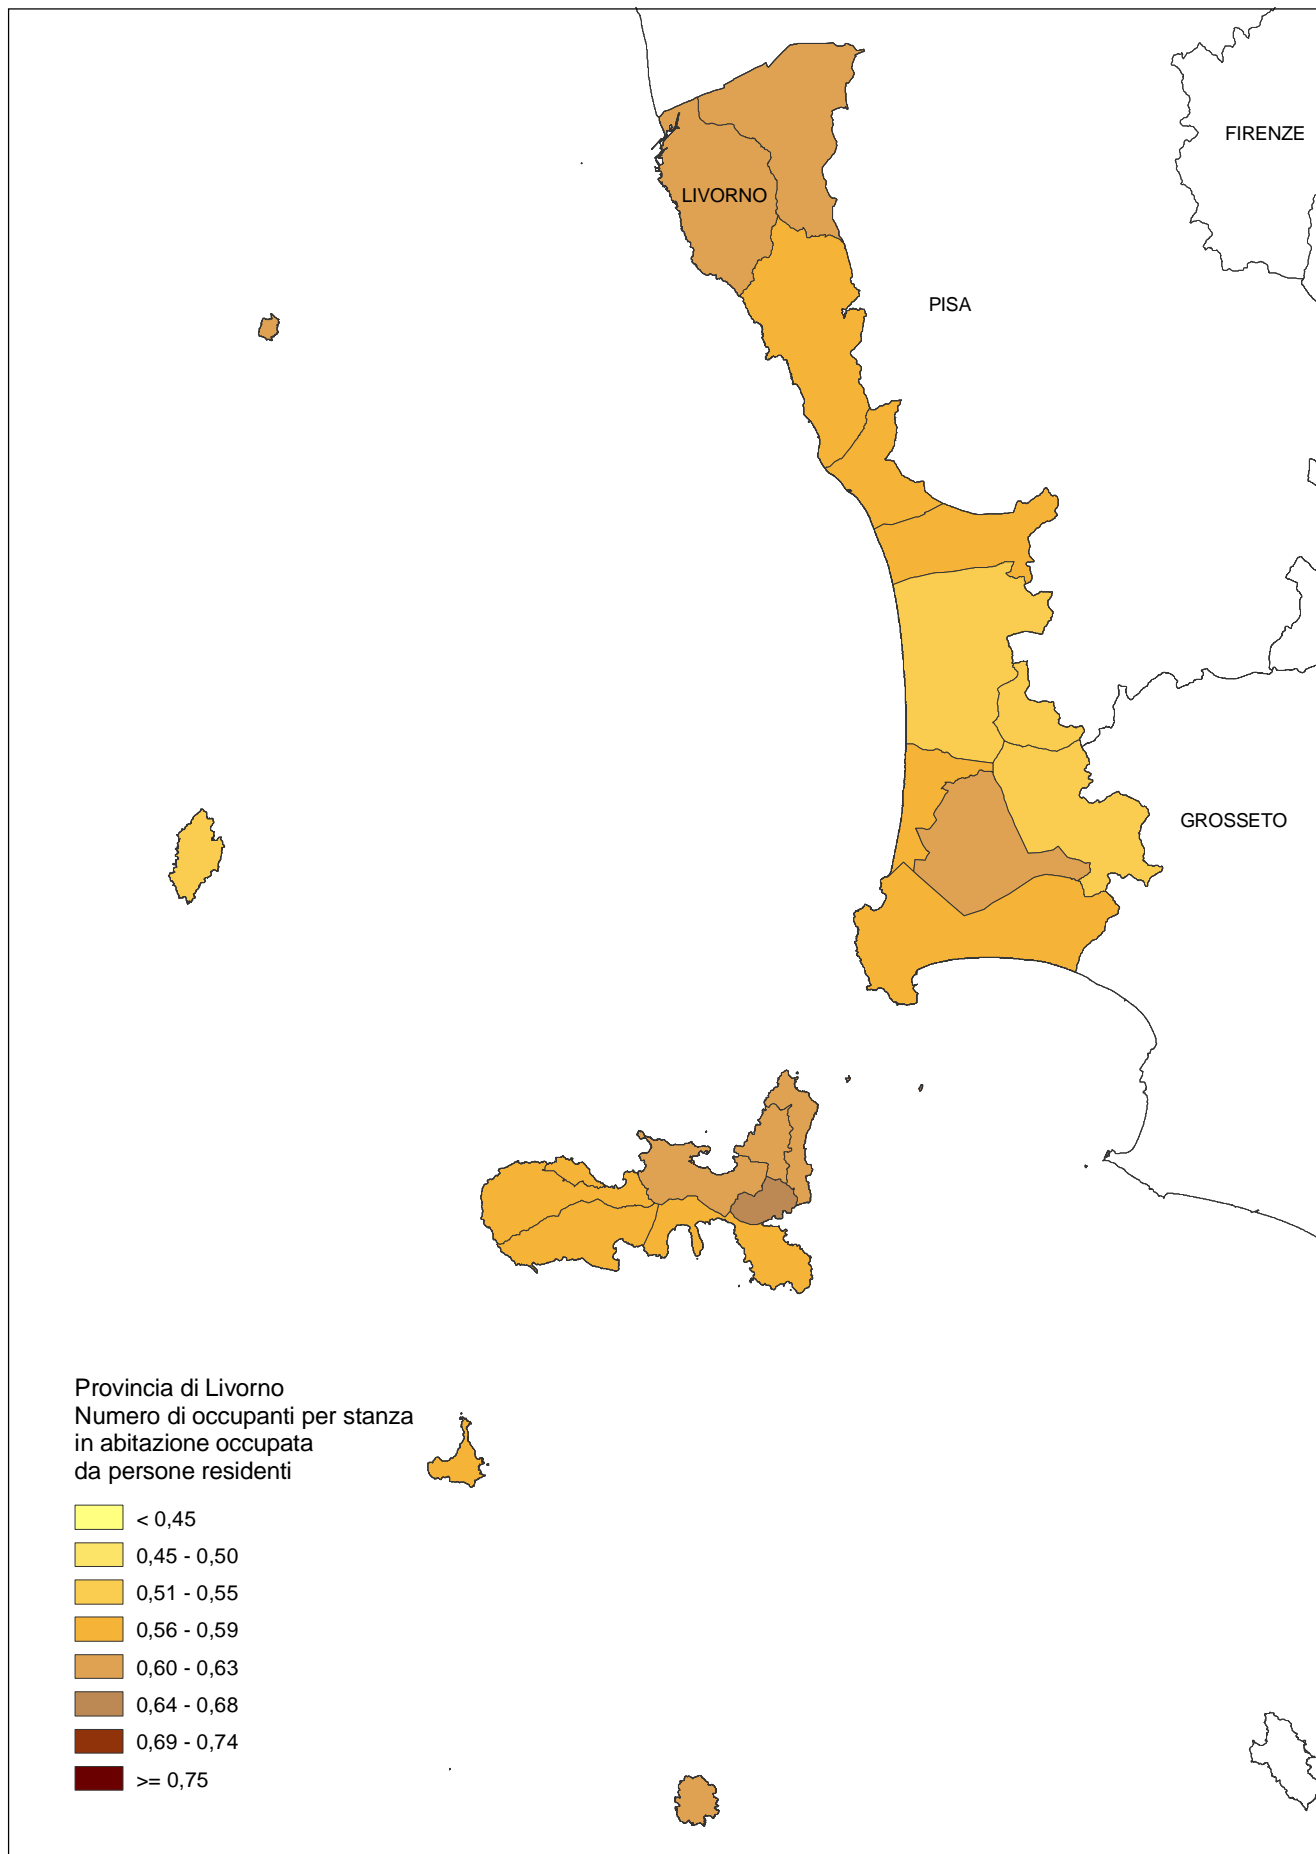 FIRENZE
LIVORNO
PISA
GROSSETO
Provincia di Livorno
Numero di occupanti per stanza
in abitazione occupata
da persone residenti
< 0,45
0,45 - 0,50
0,51 - 0,55
0,56 - 0,59
0,60 - 0,63
0,64 - 0,68
0,69 - 0,74
>= 0,75